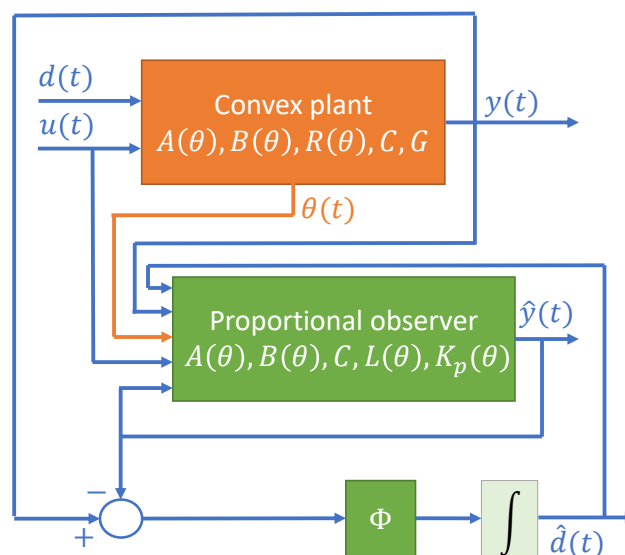 d(t)
u(t)
Convex plant
A(θ), B(θ), R(θ), C, G
y(t)
θ(t)
Proportional observer
A(θ), B(θ), C, L(θ), K_p(θ)
ŷ(t)
−
+
Φ
∫
d̂(t)